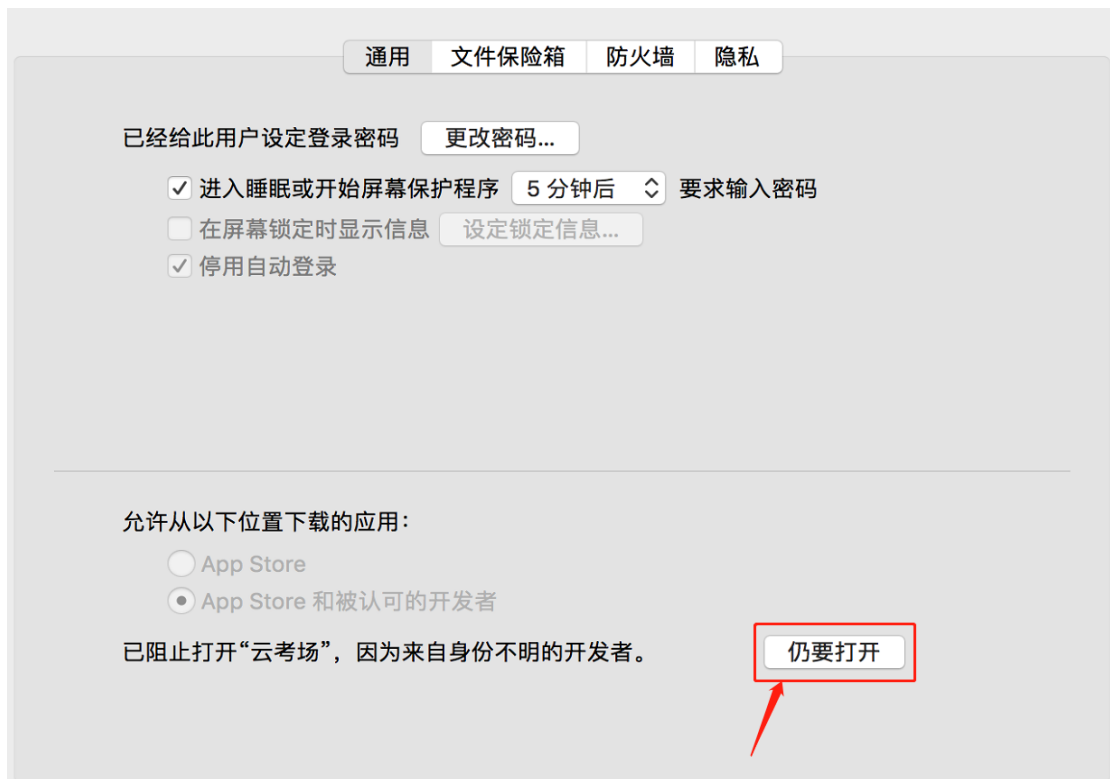 通用 文件保险箱 防火墙 隐私
已经给此用户设定登录密码 更改密码...
进入睡眠或开始屏幕保护程序 5 分钟后 要求输入密码
在屏幕锁定时显示信息 设定锁定信息...
停用自动登录
允许从以下位置下载的应用：
App Store
App Store 和被认可的开发者
已阻止打开“云考场”，因为来自身份不明的开发者。 仍要打开